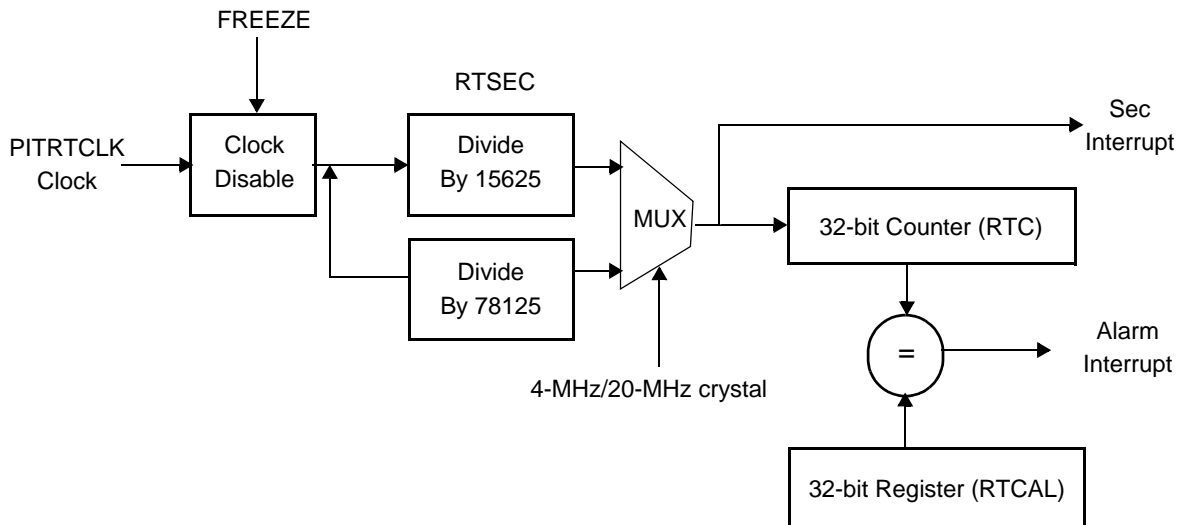 FREEZE
RTSEC
PITRTCLK
Clock
Clock
Disable
Divide
By 15625
Divide
By 78125
MUX
4-MHz/20-MHz crystal
Sec
Interrupt
32-bit Counter (RTC)
=
Alarm
Interrupt
32-bit Register (RTCAL)